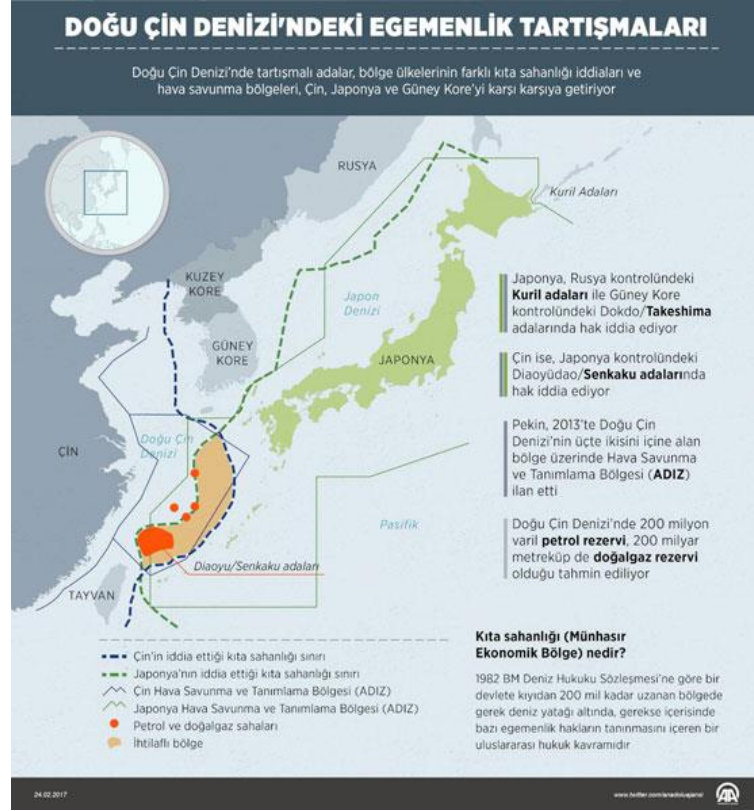 DOĞU ÇİN DENİZİ'NDEKİ EGEMENLİK TARTIŞMALARI
Doğu Çin Denizi'nde tartışmalı adalar, bölge ülkelerinin farklı kıta sahanlığı iddiaları ve
hava savunma bölgeleri, Çin, Japonya ve Güney Kore'yi karşı karşıya getiriyor
RUSYA
Kuril Adaları
KUZEY
KORE
Japon
Denizi
GÜNEY
KORE
JAPONYA
ÇİN
Doğu Çin
Denizi
Pasifik
Diaoyu/Senkaku adaları
TAYVAN
Japonya, Rusya kontrolündeki
Kuril adaları ile Güney Kore
kontrolündeki Dokdo/Takeshima
adalarında hak iddia ediyor
Çin ise, Japonya kontrolündeki
Diaoyüdao/Senkaku adalarında
hak iddia ediyor
Pekin, 2013'te Doğu Çin
Denizi'nin üçte ikisini içine alan
bölge üzerinde Hava Savunma
ve Tanımlama Bölgesi (ADIZ)
ilan etti
Doğu Çin Denizi'nde 200 milyon
varil petrol rezervi, 200 milyar
metreküp de doğalgaz rezervi
olduğu tahmin ediliyor
Çin'in iddia ettiği kıta sahanlığı sınırı
Japonya'nın iddia ettiği kıta sahanlığı sınırı
Çin Hava Savunma ve Tanımlama Bölgesi (ADIZ)
Japonya Hava Savunma ve Tanımlama Bölgesi (ADIZ)
Petrol ve doğalgaz sahaları
İhtilaflı bölge
Kıta sahanlığı (Münhasır
Ekonomik Bölge) nedir?
1982 BM Deniz Hukuku Sözleşmesi'ne göre bir
devlete kıyıdan 200 mil kadar uzanan bölgede
gerek deniz yatağı altında, gerekse içerisinde
bazı egemenlik hakların tanınmasını içeren bir
uluslararası hukuk kavramıdır
24.02.2017
www.twitter.com/anadoluajansi
AA